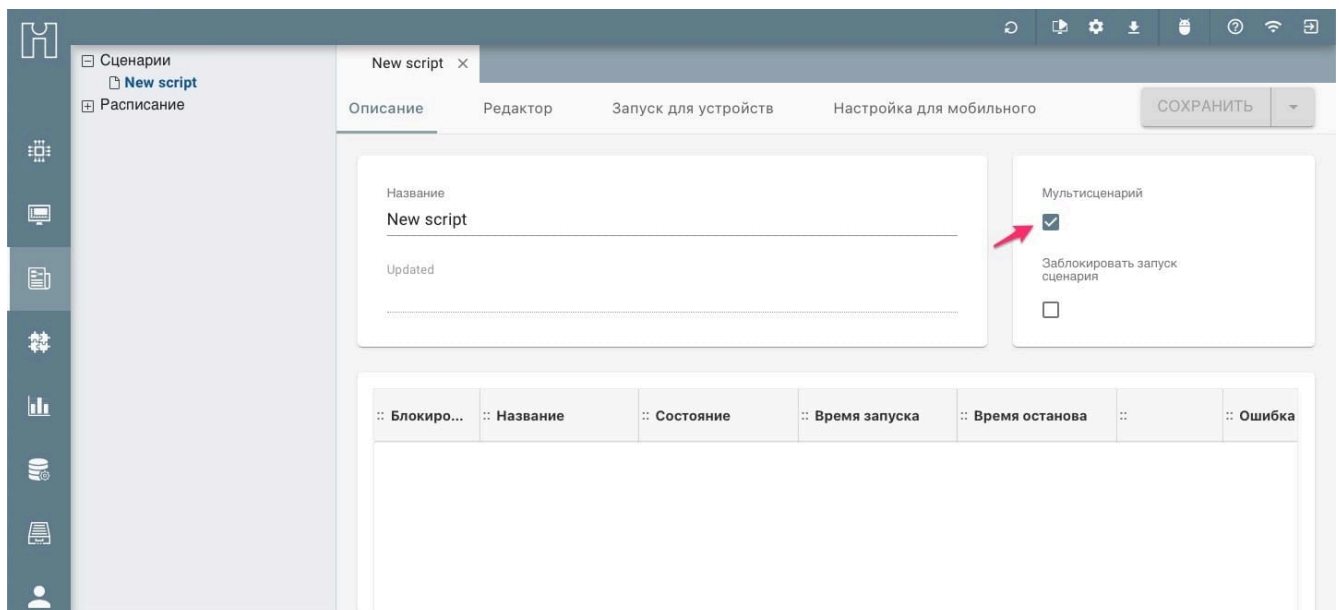 Сценарии
New script
Расписание
New script
Описание
Редактор
Запуск для устройств
Настройка для мобильного
СОХРАНИТЬ
Название
New script
Updated
Мультисценарий
Заблокировать запуск
сценария
:: Блокиро...
:: Название
:: Состояние
:: Время запуска
:: Время останова
::
:: Ошибка